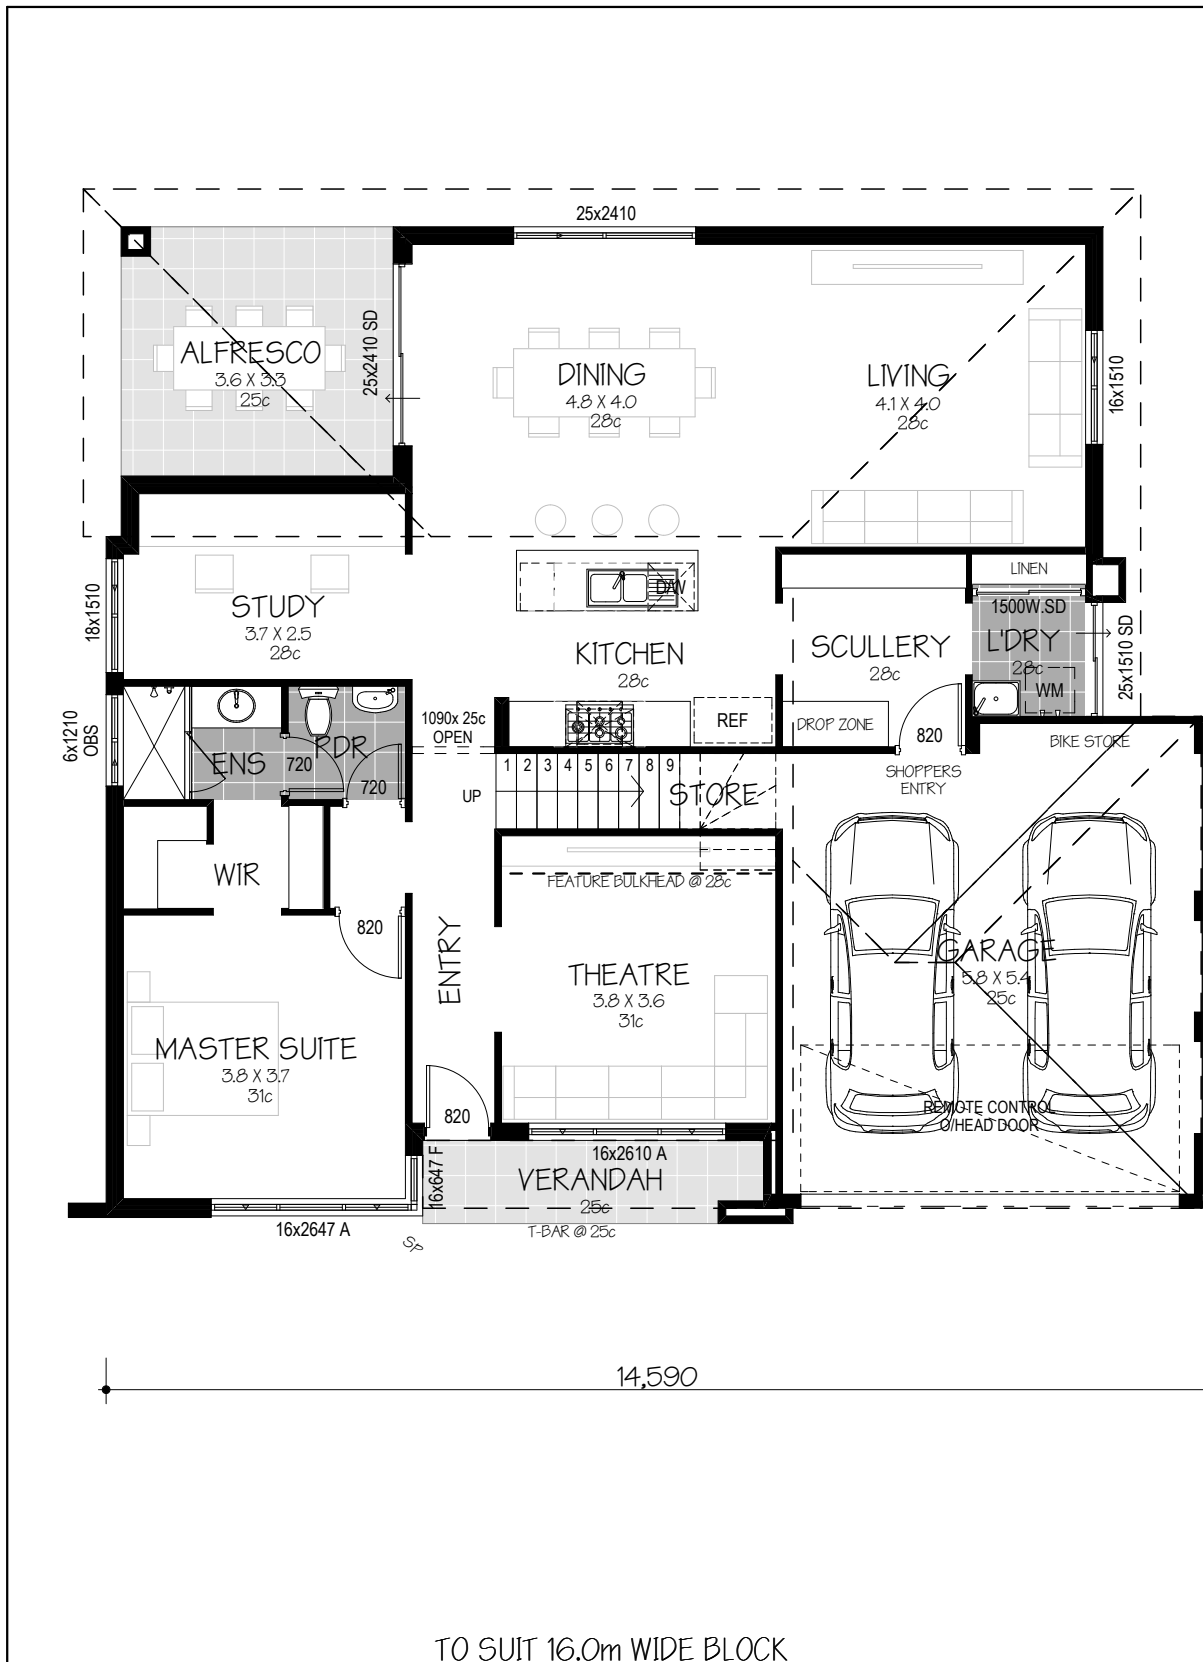 25x2410
ALFRESCO
3.6 X 3.3
25c
25x2410 SD
DINING
4.8 X 4.0
28c
LIVING
4.1 X 4.0
28c
16x1510
18x1510
STUDY
3.7 X 2.5
28c
D/W
KITCHEN
28c
SCULLERY
28c
LINEN
1500W.SD
L'DRY
28c
WM
25x1510 SD
6x1210
OBS
ENS
PDR
720
720
1090x 25c
OPEN
REF
DROP ZONE
820
BIKE STORE
SHOPPERS
ENTRY
UP
1 2 3 4 5 6 7 8 9
STORE
WIR
820
FEATURE BULKHEAD @ 28c
ENTRY
THEATRE
3.8 X 3.6
31c
GARAGE
5.8 X 5.4
25c
MASTER SUITE
3.8 X 3.7
31c
820
REMOTE CONTROL
O/HEAD DOOR
16x647 F
16x2610 A
VERANDAH
25c
T-BAR @ 25c
16x2647 A
SP
14,590
TO SUIT 16.0m WIDE BLOCK